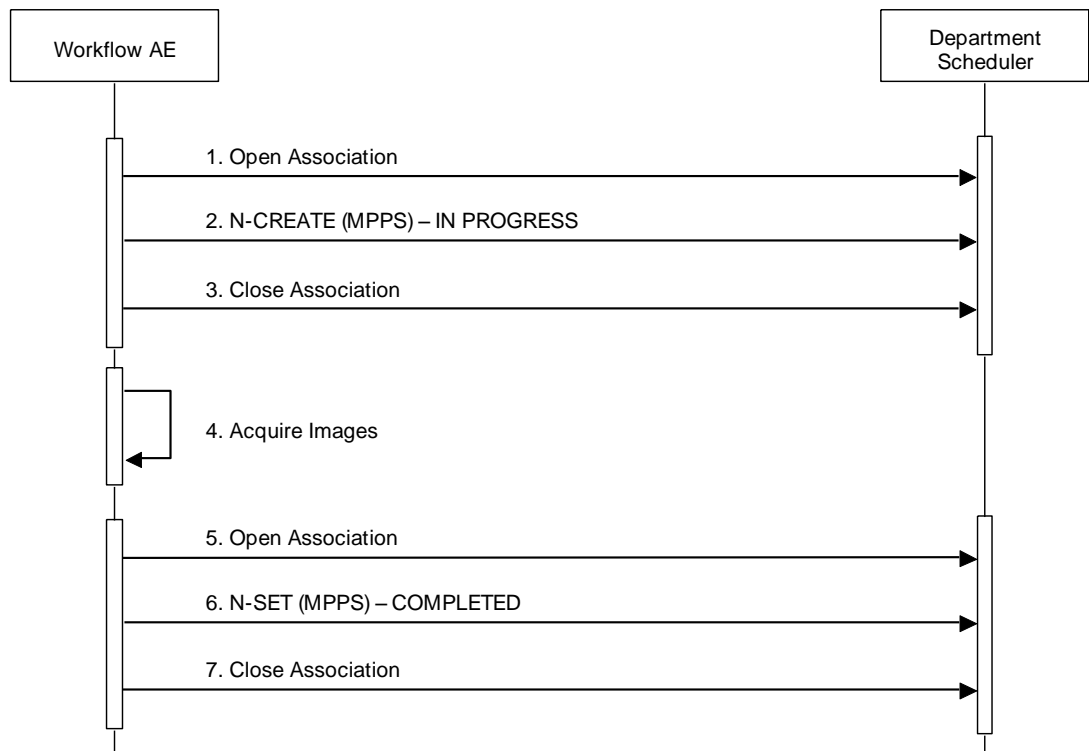 Workflow AE
Department
Scheduler
1. Open Association
2. N-CREATE (MPPS) – IN PROGRESS
3. Close Association
4. Acquire Images
5. Open Association
6. N-SET (MPPS) – COMPLETED
7. Close Association